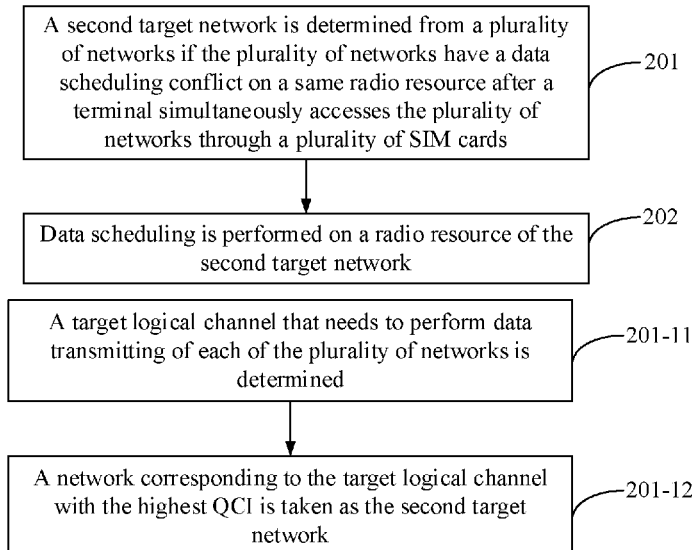 A second target network is determined from a plurality
of networks if the plurality of networks have a data
scheduling conflict on a same radio resource after a
terminal simultaneously accesses the plurality of
networks through a plurality of SIM cards
201
Data scheduling is performed on a radio resource of the
second target network
202
A target logical channel that needs to perform data
transmitting of each of the plurality of networks is
determined
201-11
A network corresponding to the target logical channel
with the highest QCI is taken as the second target
network
201-12